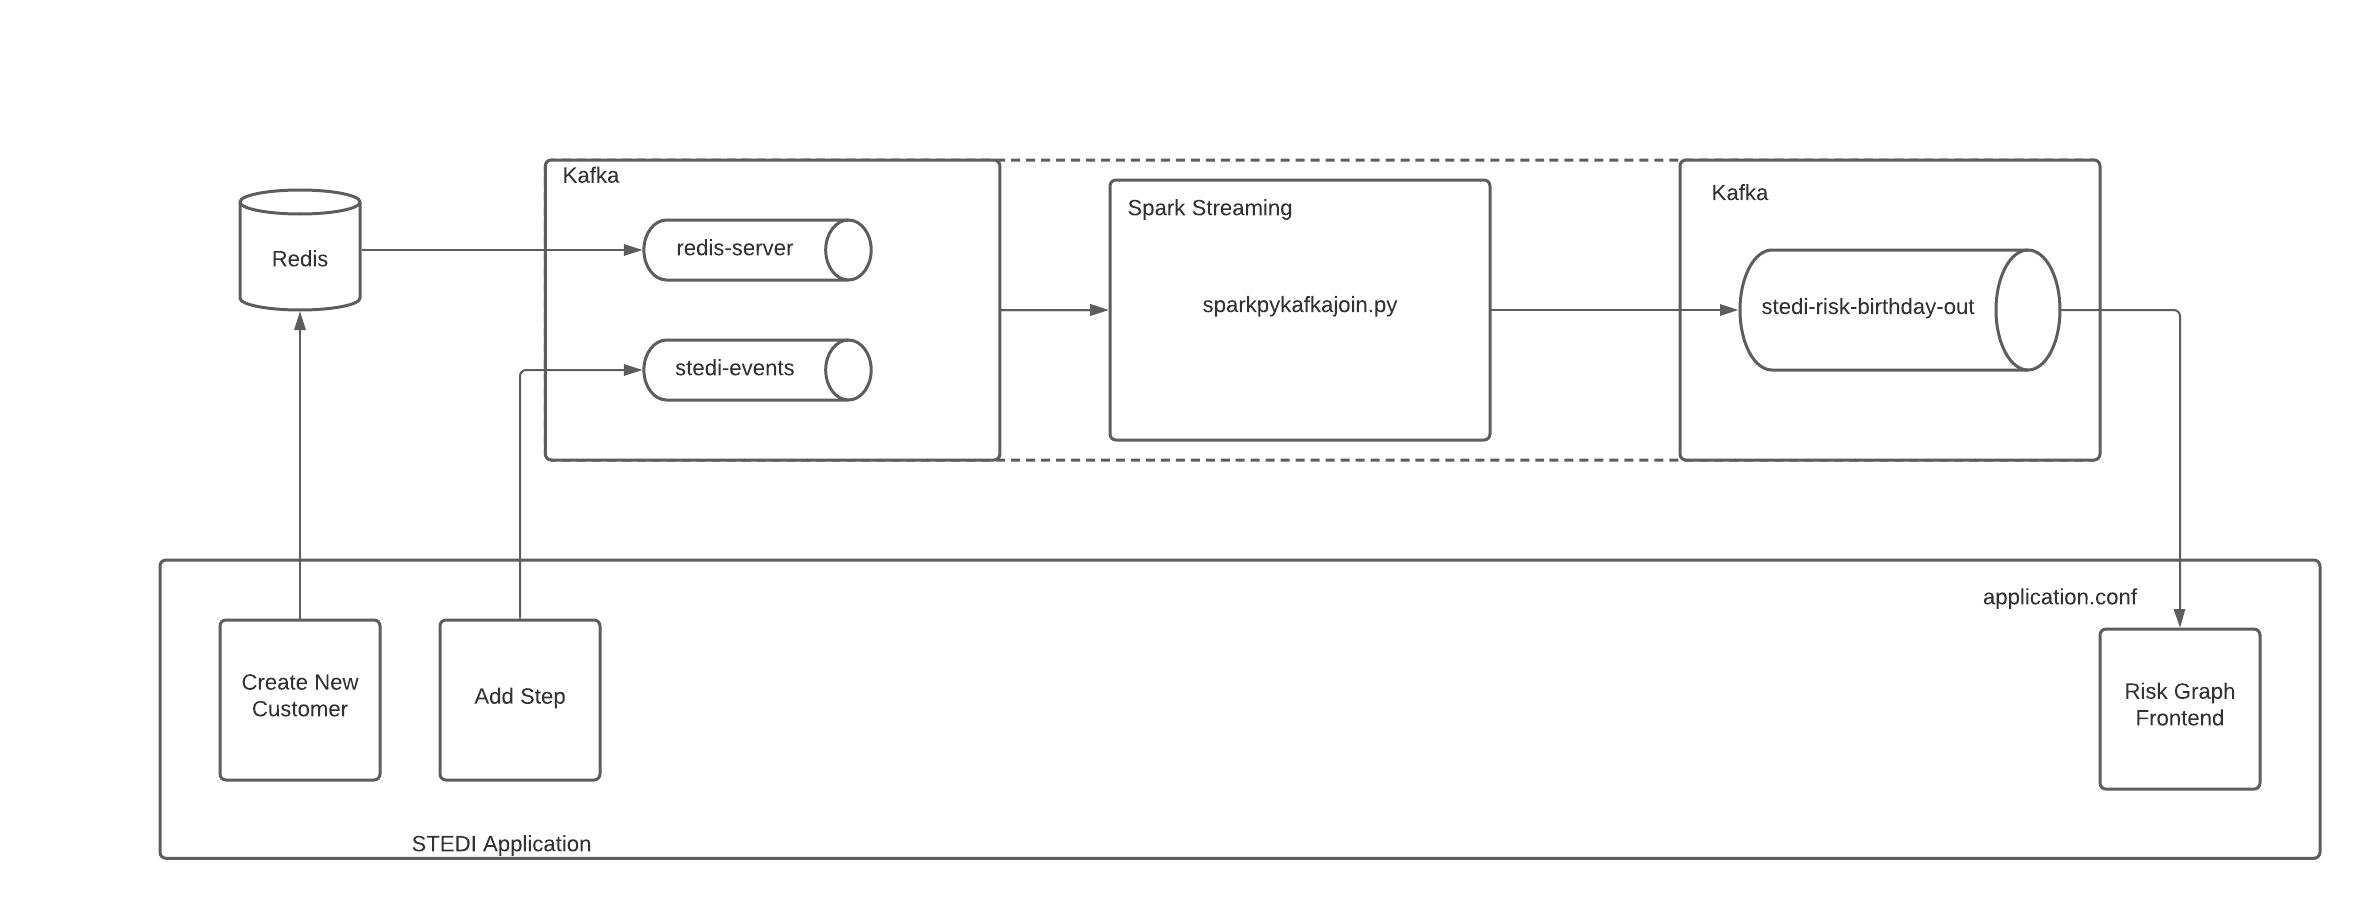 Kafka
redis-server
stedi-events
Redis
Spark Streaming
sparkpykafkajoin.py
Kafka
stedi-risk-birthday-out
application.conf
Create New
Customer
Add Step
Risk Graph
Frontend
STEDI Application